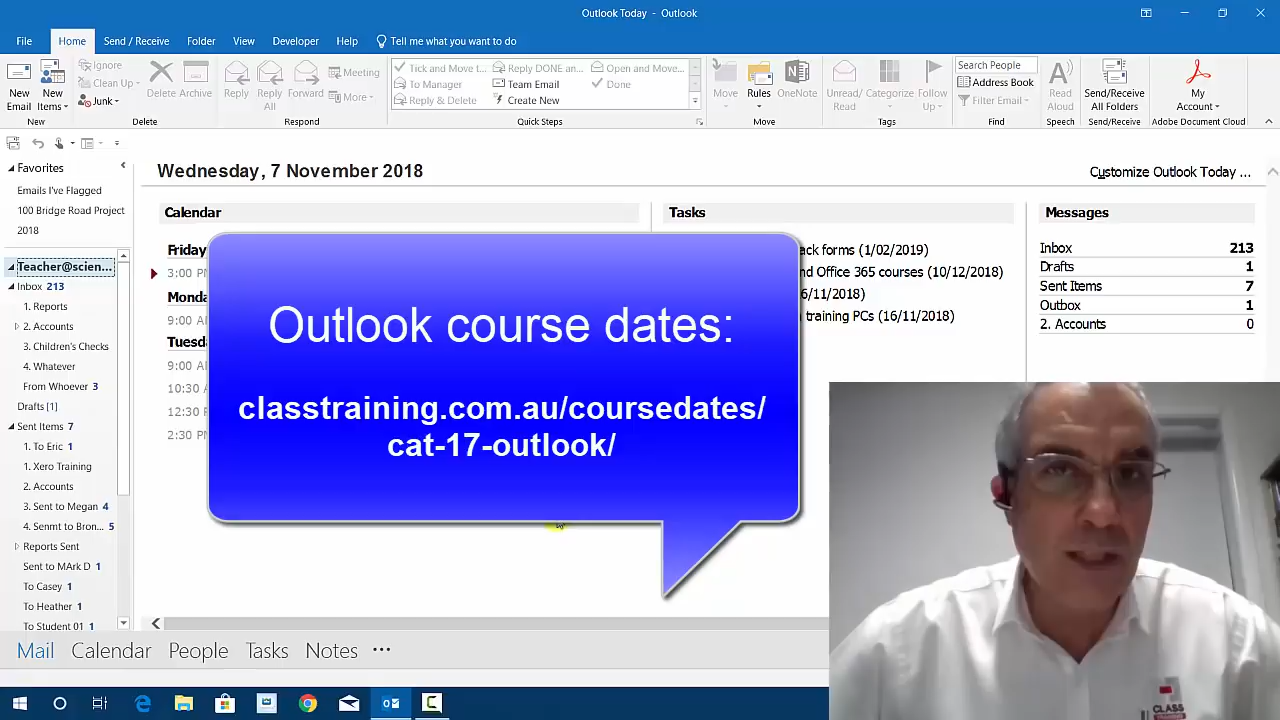 Outlook Today - Outlook
File Home Send / Receive Folder View Developer Help Tell me what you want to do
New Email
New Items
New
Ignore
Clean Up
Junk
Delete
Archive
Delete
Reply
Reply All
Forward
Meeting
More
Respond
Tick and Move t...
To Manager
Reply & Delete
Reply DONE an...
Team Email
Create New
Open and Move...
Done
Quick Steps
Move
Rules
OneNote
Move
Unread/ Read
Categorize
Follow Up
Tags
Search People
Address Book
Filter Email
Find
Read Aloud
Speech
Send/Receive All Folders
Send/Receive
My Account
Adobe Document Cloud
Favorites
Emails I've Flagged
100 Bridge Road Project
2018
Teacher@scien...
Inbox 213
1. Reports
2. Accounts
3. Children's Checks
4. Whatever
From Whoever 3
Drafts [1]
Sent Items 7
1. To Eric 1
1. Xero Training
2. Accounts
3. Sent to Megan 4
4. Senmt to Bron... 5
Reports Sent
Sent to MArk D 1
To Casey 1
To Heather 1
To Student 01 1
Wednesday, 7 November 2018
Customize Outlook Today ...
Calendar
Friday
3:00 P
Monda
9:00 A
Tuesd
9:00 A
10:30 A
12:30 P
2:30 P
Tasks
ack forms (1/02/2019)
nd Office 365 courses (10/12/2018)
6/11/2018)
training PCs (16/11/2018)
Messages
Inbox 213
Drafts 1
Sent Items 7
Outbox 1
2. Accounts 0
Outlook course dates:
classtraining.com.au/coursedates/
cat-17-outlook/
CLASS
Mail Calendar People Tasks Notes ...